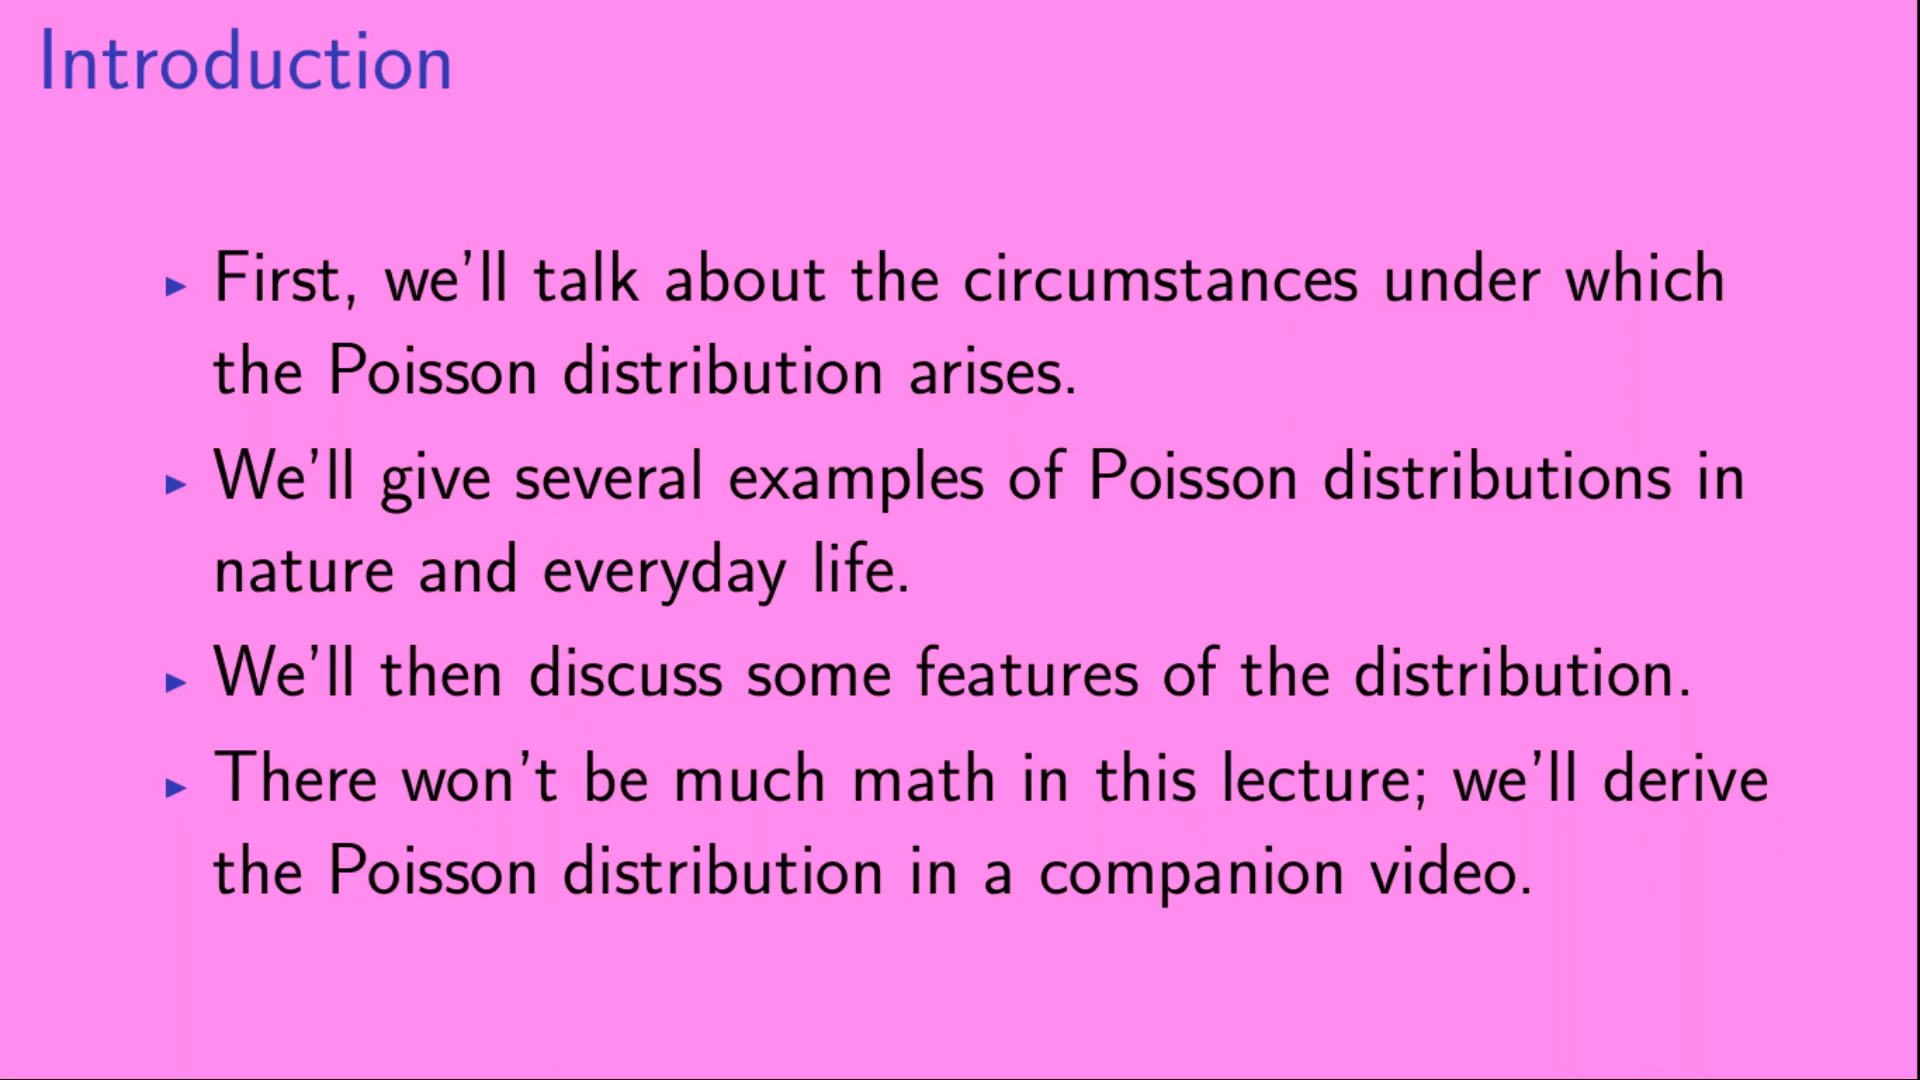 Introduction
▶ First, we'll talk about the circumstances under which
the Poisson distribution arises.
▶ We'll give several examples of Poisson distributions in
nature and everyday life.
▶ We'll then discuss some features of the distribution.
▶ There won't be much math in this lecture; we'll derive
the Poisson distribution in a companion video.